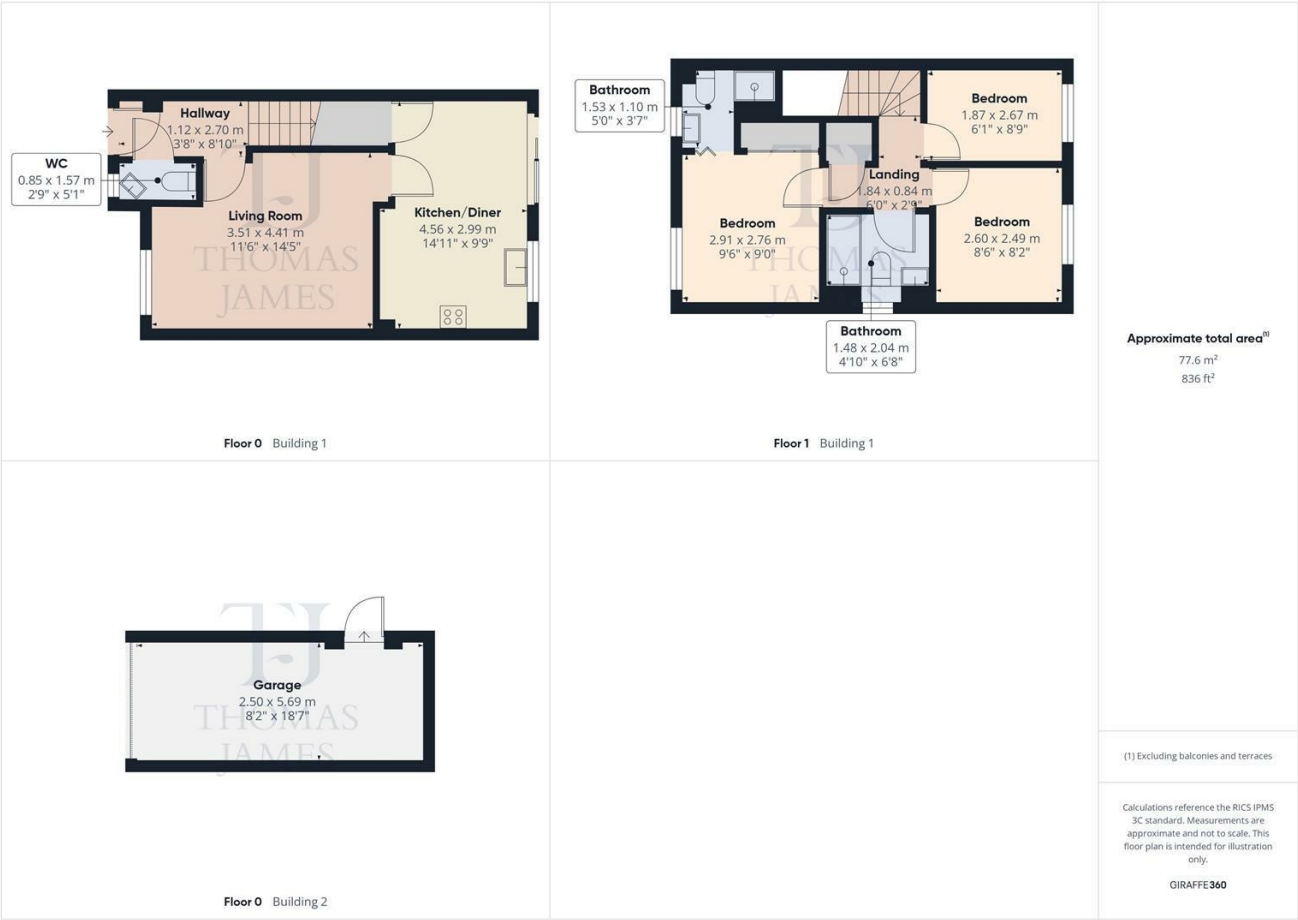 Hallway
1.12 x 2.70 m
3'8" x 8'10"
WC
0.85 x 1.57 m
2'9" x 5'1"
Living Room
3.51 x 4.41 m
11'6" x 14'5"
Kitchen/Diner
4.56 x 2.99 m
14'11" x 9'9"
TJ
THOMAS
JAMES
Floor 0 Building 1
Bathroom
1.53 x 1.10 m
5'0" x 3'7"
Bedroom
1.87 x 2.67 m
6'1" x 8'9"
Landing
1.84 x 0.84 m
6'0" x 2'9"
Bedroom
2.91 x 2.76 m
9'6" x 9'0"
Bedroom
2.60 x 2.49 m
8'6" x 8'2"
TJ
THOMAS
JAMES
Bathroom
1.48 x 2.04 m
4'10" x 6'8"
Floor 1 Building 1
Garage
2.50 x 5.69 m
8'2" x 18'7"
TJ
THOMAS
JAMES
Floor 0 Building 2
Approximate total area(1)
77.6 m²
836 ft²
(1) Excluding balconies and terraces
Calculations reference the RICS IPMS
3C standard. Measurements are
approximate and not to scale. This
floor plan is intended for illustration
only.
GIRAFFE360